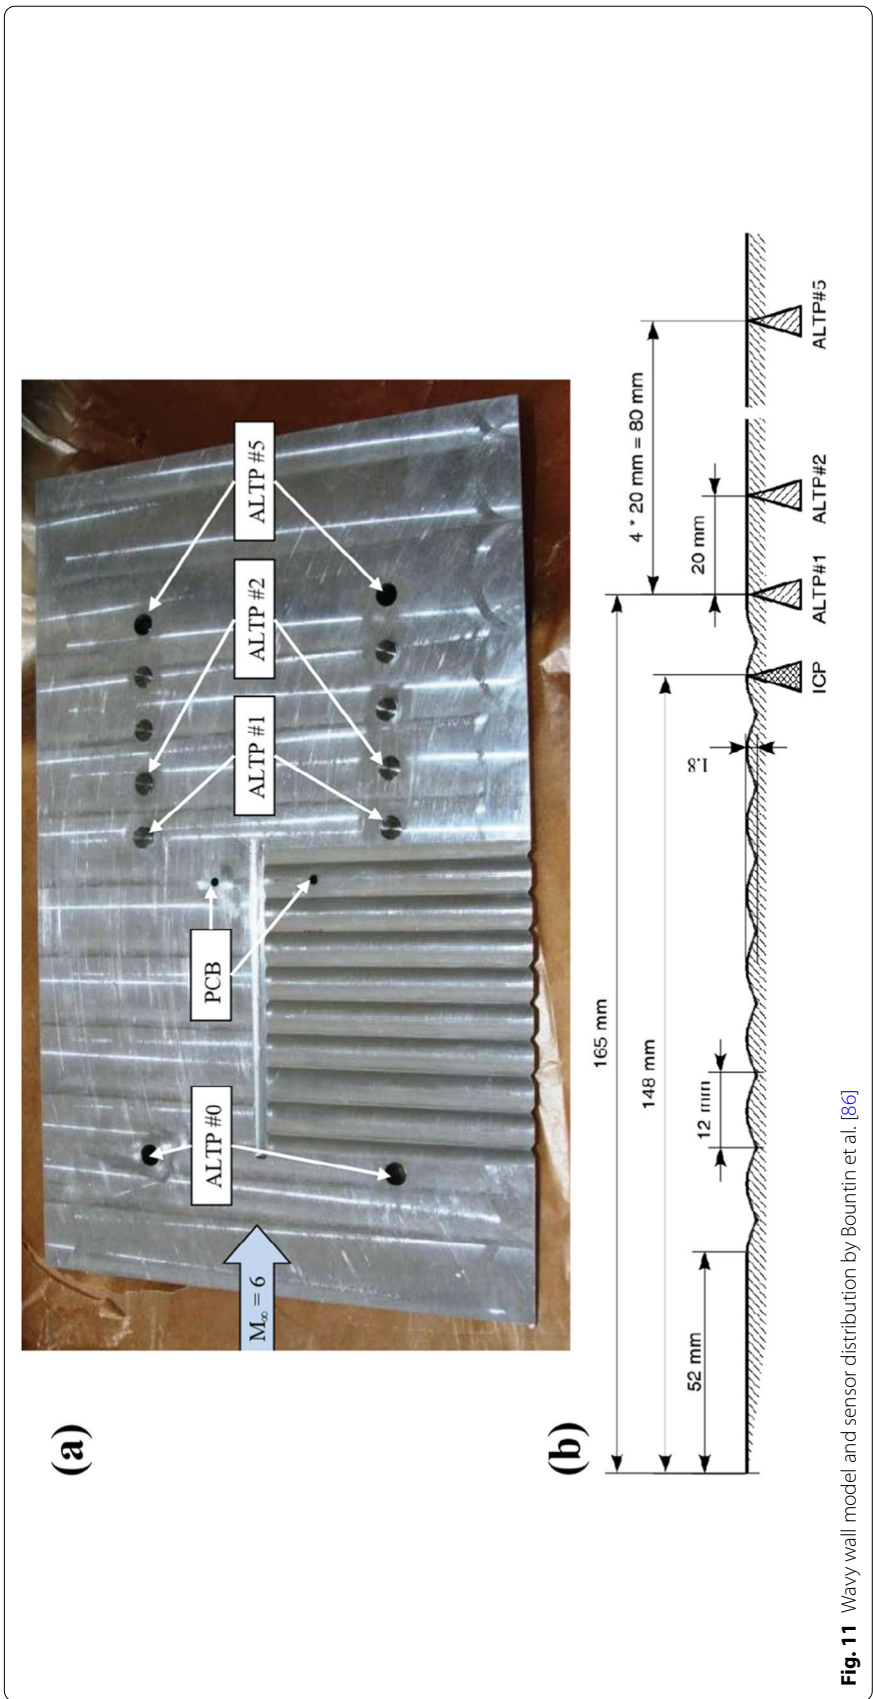 (a)
M∞ = 6
ALTP #0
PCB
ALTP #1
ALTP #2
ALTP #5
(b)
165 mm
148 mm
52 mm
12 mm
1.8
20 mm
4 * 20 mm = 80 mm
ICP
ALTP#1
ALTP#2
ALTP#5
Fig. 11 Wavy wall model and sensor distribution by Bountin et al. [86]